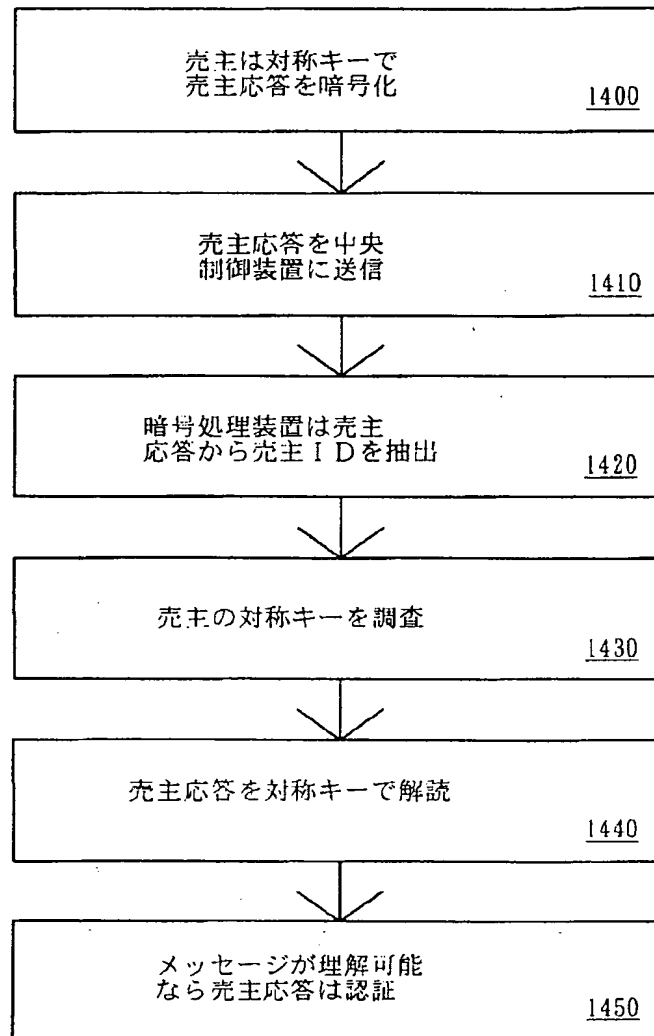 売主は対称キーで
売主応答を暗号化
1400
売主応答を中央
制御装置に送信
1410
暗号処理装置は売主
応答から売主ＩＤを抽出
1420
売主の対称キーを調査
1430
売主応答を対称キーで解読
1440
メッセージが理解可能
なら売主応答は認証
1450